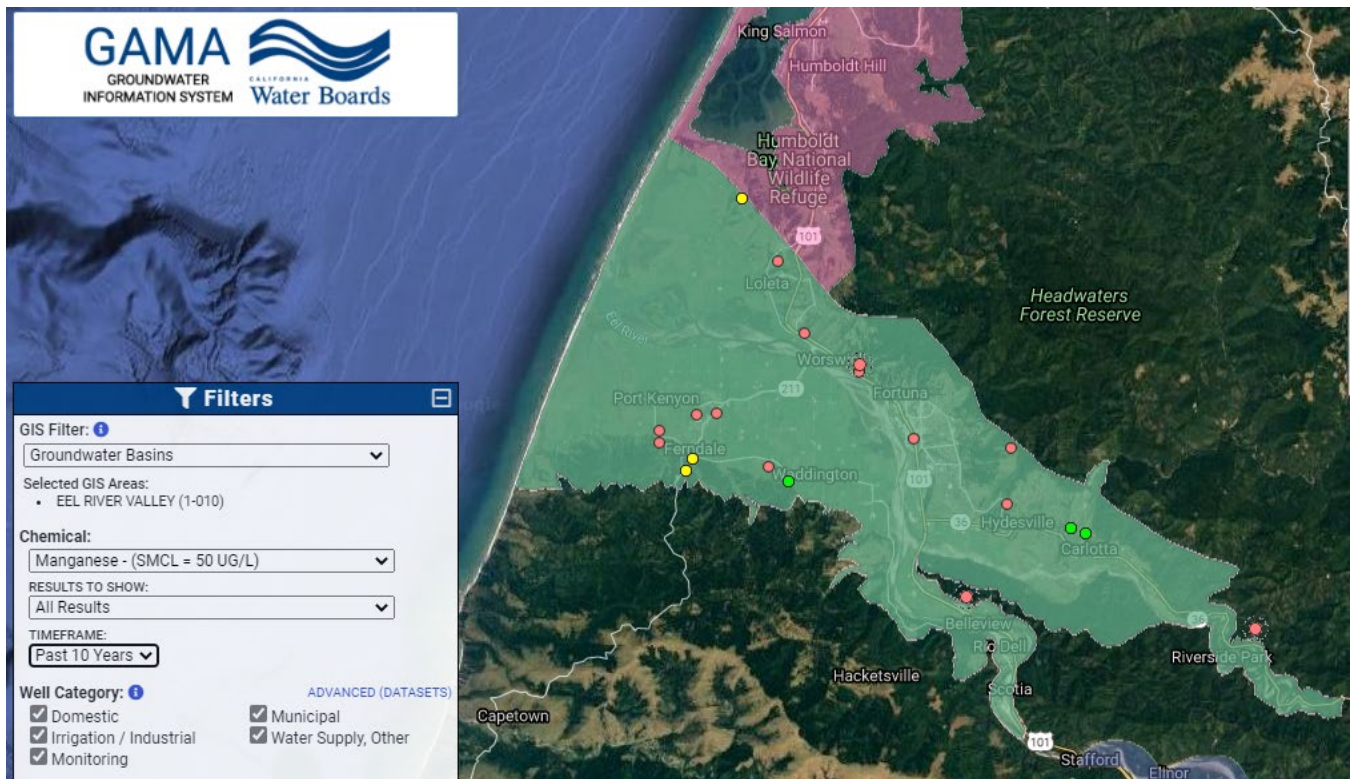 GAMA
GROUNDWATER
INFORMATION SYSTEM
CALIFORNIA
Water Boards
King Salmon
Humboldt Hill
Humboldt
Bay National
Wildlife
Refuge
101
Loleta
Headwaters
Forest Reserve
Eel River
211
Fortuna
Port Kenyon
Ferndale
Waddington
101
36
Hydesville
Carlotta
Belleview
Rio Dell
Riverside Park
Hacketsville
Scotia
Capetown
101
Stafford
Elinor
Filters
GIS Filter:
Groundwater Basins
Selected GIS Areas:
• EEL RIVER VALLEY (1-010)
Chemical:
Manganese - (SMCL = 50 UG/L)
RESULTS TO SHOW:
All Results
TIMEFRAME:
Past 10 Years
Well Category: ADVANCED (DATASETS)
Domestic Municipal
Irrigation / Industrial Water Supply, Other
Monitoring